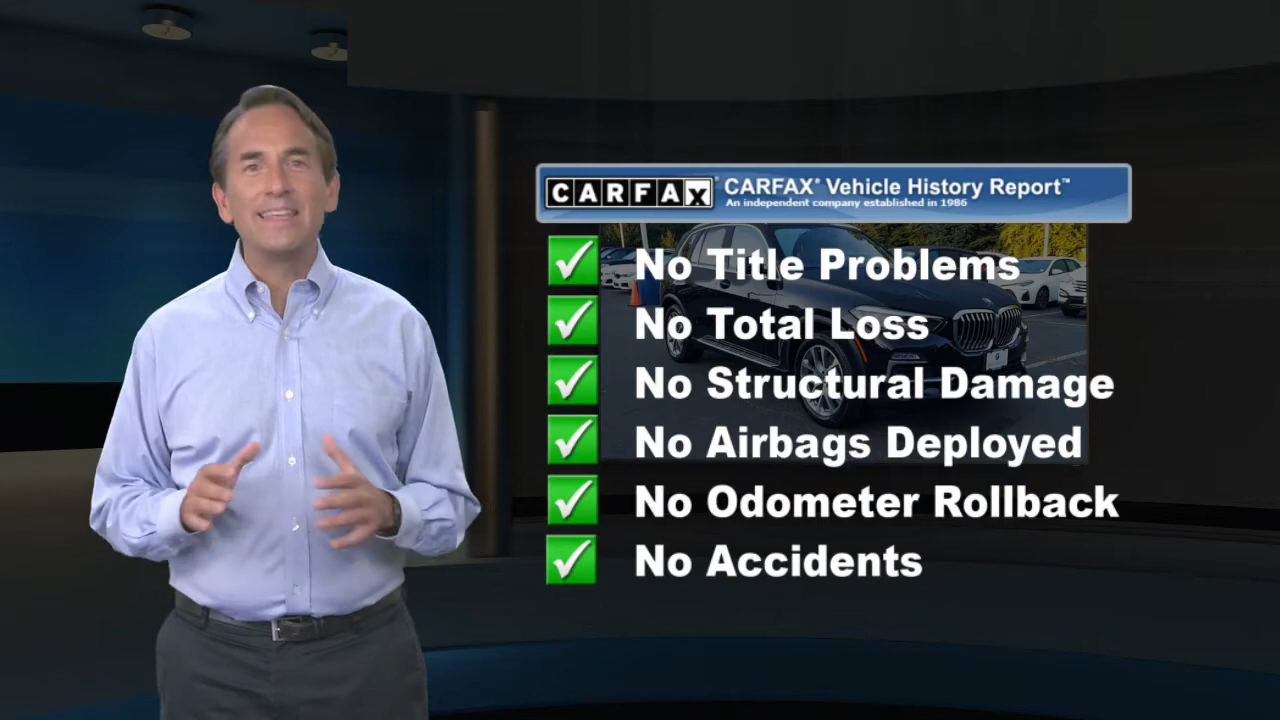 CARFAX® CARFAX® Vehicle History Report™
An independent company established in 1986
No Title Problems
No Total Loss
No Structural Damage
No Airbags Deployed
No Odometer Rollback
No Accidents